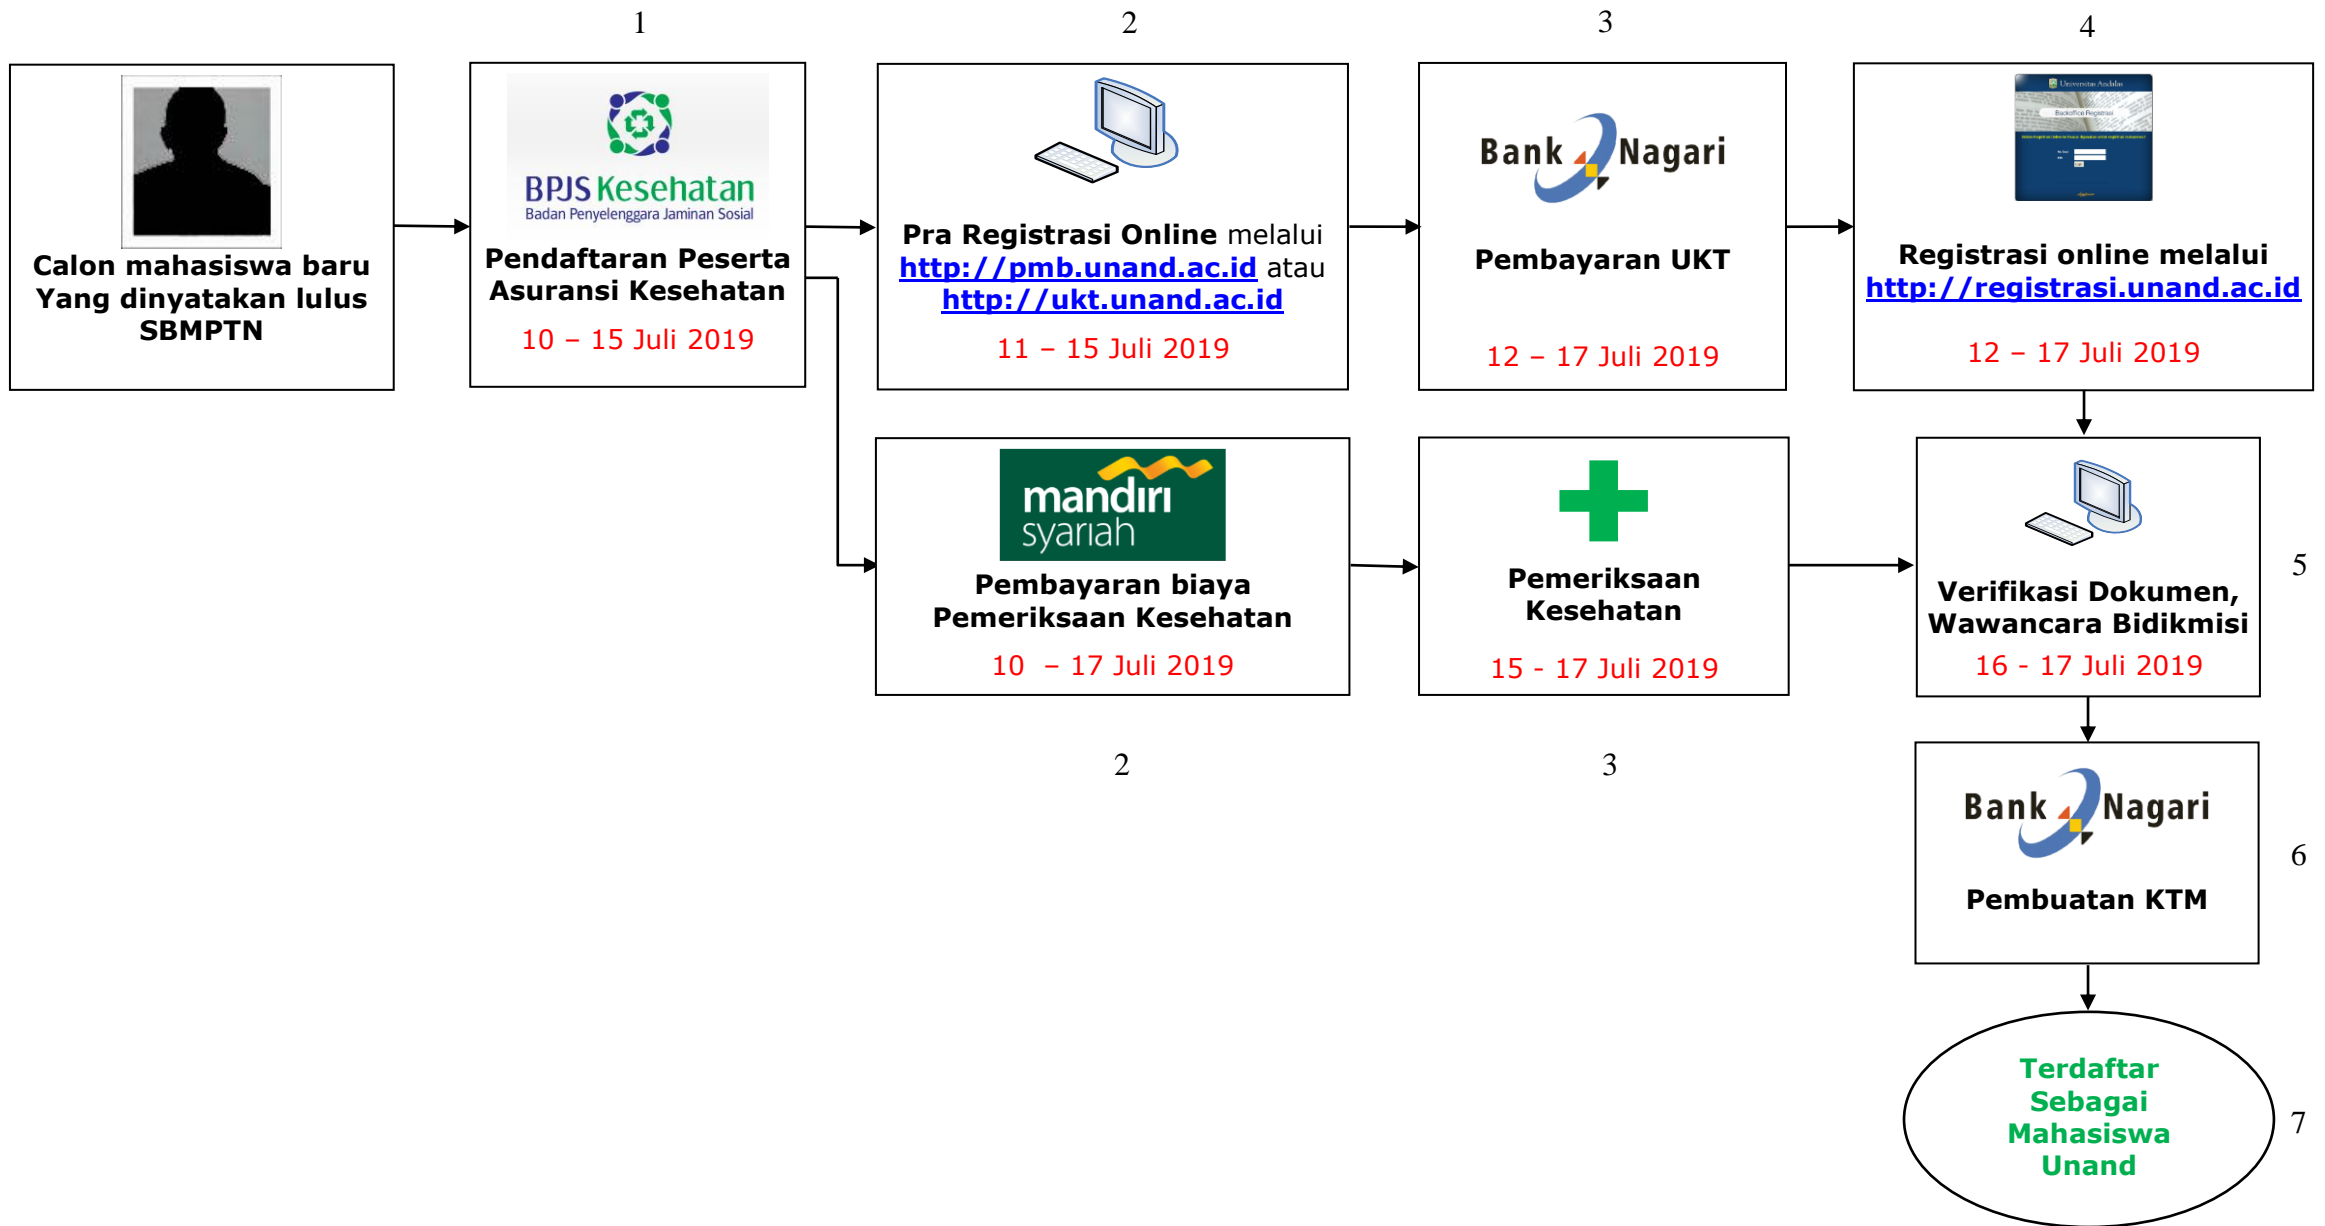 1
2
3
4
Calon mahasiswa baru
Yang dinyatakan lulus
SBMPTN
BPJS Kesehatan
Badan Penyelenggara Jaminan Sosial
Pendaftaran Peserta
Asuransi Kesehatan
10 – 15 Juli 2019
Pra Registrasi Online melalui
http://pmb.unand.ac.id atau
http://ukt.unand.ac.id
11 – 15 Juli 2019
Bank Nagari
Pembayaran UKT
12 – 17 Juli 2019
Universitas Andalas
Backoffice Registrasi
Registrasi online melalui
http://registrasi.unand.ac.id
12 – 17 Juli 2019
mandiri
syariah
Pembayaran biaya
Pemeriksaan Kesehatan
10 – 17 Juli 2019
2
Pemeriksaan
Kesehatan
15 - 17 Juli 2019
3
Verifikasi Dokumen,
Wawancara Bidikmisi
16 - 17 Juli 2019
5
Bank Nagari
Pembuatan KTM
6
Terdaftar
Sebagai
Mahasiswa
Unand
7